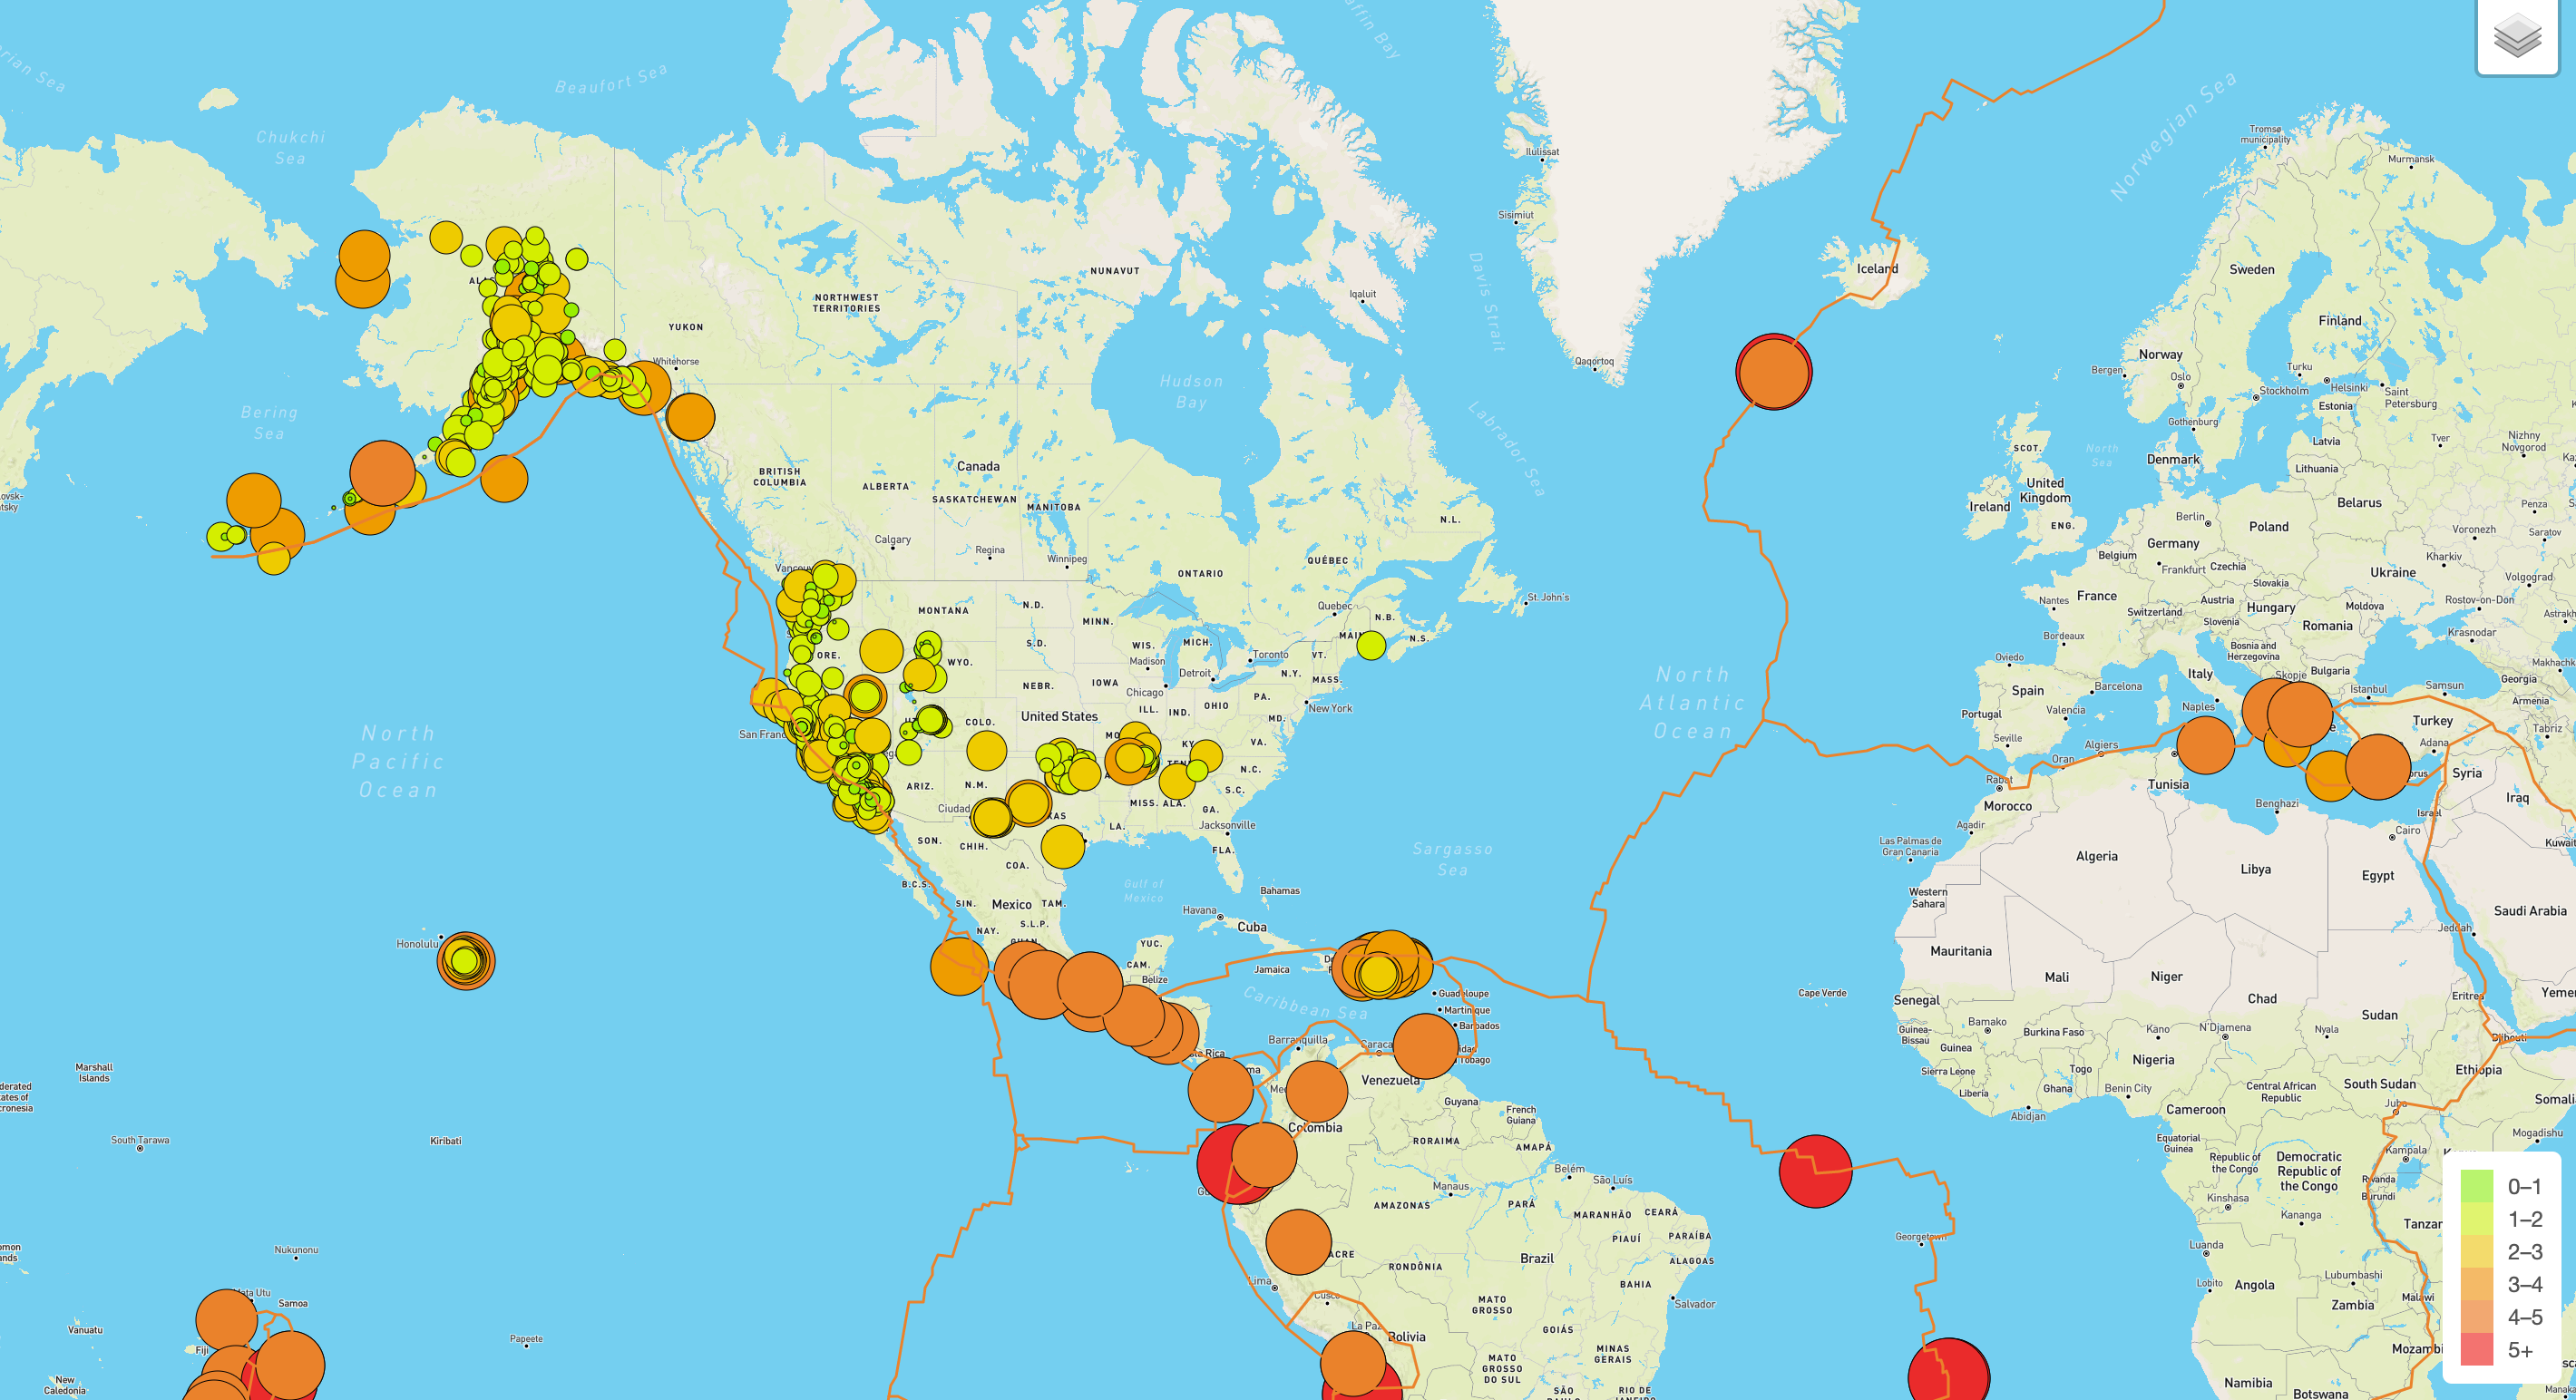 Baffin Bay
Beaufort Sea
Norwegian Sea
Chukchi
Sea
Tromsø
municipality
Murmansk
Ilulissat
Sisimiut
Davis Strait
Iceland
Sweden
NUNAVUT
Iqaluit
NORTHWEST
TERRITORIES
YUKON
Finland
Whitehorse
Qaqortoq
Norway
Bergen
Oslo
Turku
Helsinki
Stockholm
Saint
Petersburg
Estonia
Hudson
Bay
Labrador Sea
Bering
Sea
Gothenburg
Latvia
Tver
Nizhny
Novgorod
SCOT.
North
Sea
Denmark
Lithuania
BRITISH
COLUMBIA
Canada
ALBERTA
SASKATCHEWAN
MANITOBA
N.L.
United
Kingdom
Ireland
ENG.
Berlin
Poland
Belarus
Penza
Voronezh
Saratov
Calgary
Regina
Winnipeg
ONTARIO
QUÉBEC
Belgium
Germany
Frankfurt
Czechia
Slovakia
Ukraine
Kharkiv
Volgograd
MONTANA
N.D.
MINN.
Quebec
N.B.
N.S.
St. John's
Nantes
France
Switzerland
Austria
Slovenia
Hungary
Moldova
Romania
Rostov-on-Don
Krasnodar
ORE.
WYO.
S.D.
WIS.
Madison
MICH.
Detroit
Toronto
VT.
MASS.
N.Y.
Bordeaux
Bosnia and
Herzegovina
Bulgaria
Skopje
Oviedo
Italy
Georgia
NEBR.
IOWA
Chicago
PA.
OHIO
New York
Spain
Barcelona
Naples
Istanbul
Samsun
Armenia
COLO.
United States
ILL.
IND.
MD.
Portugal
Valencia
Turkey
Tabriz
North
Pacific
Ocean
North
Atlantic
Ocean
VA.
Seville
Algiers
Adana
Oran
N.C.
Rabat
Tunisia
Syria
ARIZ.
N.M.
Ciudad
S.C.
MISS.
ALA.
GA.
Morocco
Benghazi
Israel
Iraq
Jacksonville
LA.
Agadir
Cairo
SON.
CHIH.
FLA.
Las Palmas de
Gran Canaria
Algeria
Libya
Egypt
Sargasso
Sea
COA.
B.C.S.
Gulf of
Mexico
Bahamas
Western
Sahara
SIN.
Mexico
TAM.
Havana
Saudi Arabia
S.L.P.
NAY.
Cuba
Jeddah
Honolulu
YUC.
CAM.
Belize
Jamaica
Mauritania
Mali
Niger
Chad
Sudan
Caribbean Sea
Guadeloupe
Martinique
Barbados
Cape Verde
Senegal
Guinea-
Bissau
Bamako
Burkina Faso
Kano
N'Djamena
Nyala
Djibouti
Guinea
Nigeria
Barranquilla
Marshall
Islands
Venezuela
Guyana
French
Guiana
Sierra Leone
Liberia
Togo
Ghana
Benin City
Abidjan
Central African
Republic
South Sudan
Ethiopia
Cameroon
Juba
Colombia
South Tarawa
Kiribati
RORAIMA
AMAPÁ
Equatorial
Guinea
Mogadishu
Belém
São Luís
Manaus
Republic of
the Congo
Democratic
Republic of
the Congo
Kampala
Rwanda
Burundi
0–1
AMAZONAS
PARÁ
MARANHÃO
CEARÁ
Kinshasa
Kananga
1–2
PIAUÍ
PARAÍBA
Georgetown
Luanda
Nukunonu
ACRE
RONDÔNIA
Brazil
ALAGOAS
2–3
Lima
BAHIA
Lobito
Angola
Lubumbashi
3–4
Mata Utu
Samoa
Cusco
MATO
GROSSO
Salvador
Malawi
Zambia
4–5
Vanuatu
Fiji
Papeete
La Paz
Bolivia
GOIÁS
5+
MATO
GROSSO
DO SUL
MINAS
GERAIS
New
Caledonia
Namibia
Botswana